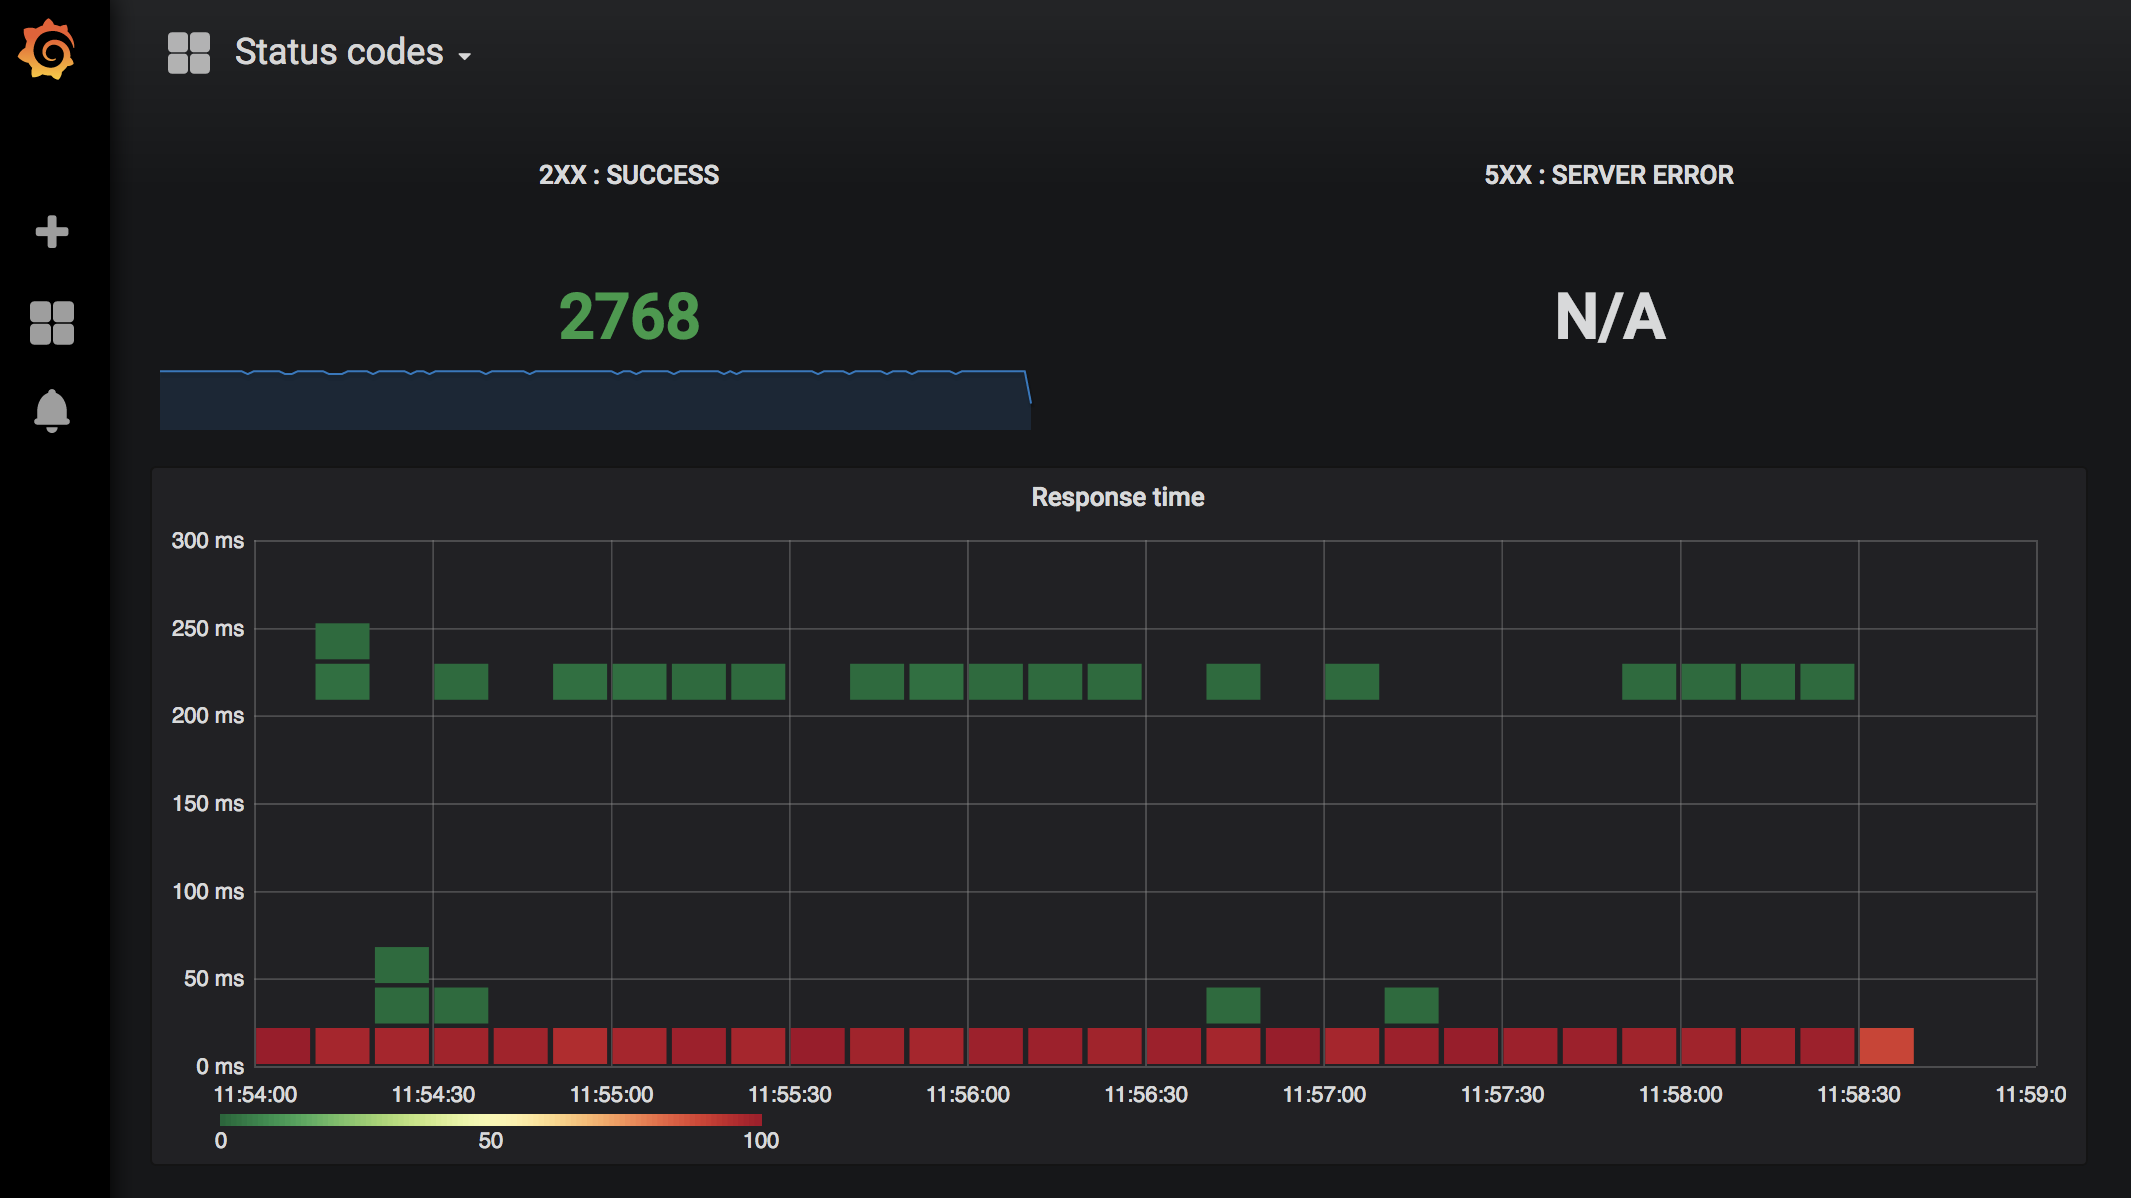 Status codes
2XX : SUCCESS
5XX : SERVER ERROR
2768
N/A
Response time
300 ms
250 ms
200 ms
150 ms
100 ms
50 ms
0 ms
11:54:00 11:54:30 11:55:00 11:55:30 11:56:00 11:56:30 11:57:00 11:57:30 11:58:00 11:58:30 11:59:0
0 50 100